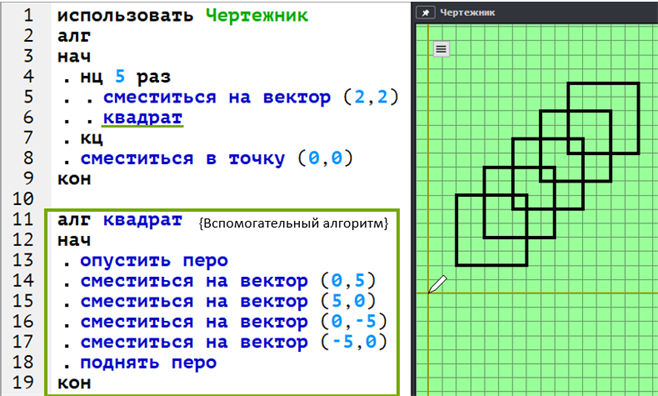 1 использовать Чертежник
2 алг
3 нач
4 . нц 5 раз
5 . . сместиться на вектор (2,2)
6 . . квадрат
7 . кц
8 . сместиться в точку (0,0)
9 кон
10
11 алг квадрат {Вспомогательный алгоритм}
12 нач
13 . опустить перо
14 . сместиться на вектор (0,5)
15 . сместиться на вектор (5,0)
16 . сместиться на вектор (0,-5)
17 . сместиться на вектор (-5,0)
18 . поднять перо
19 кон
Чертежник